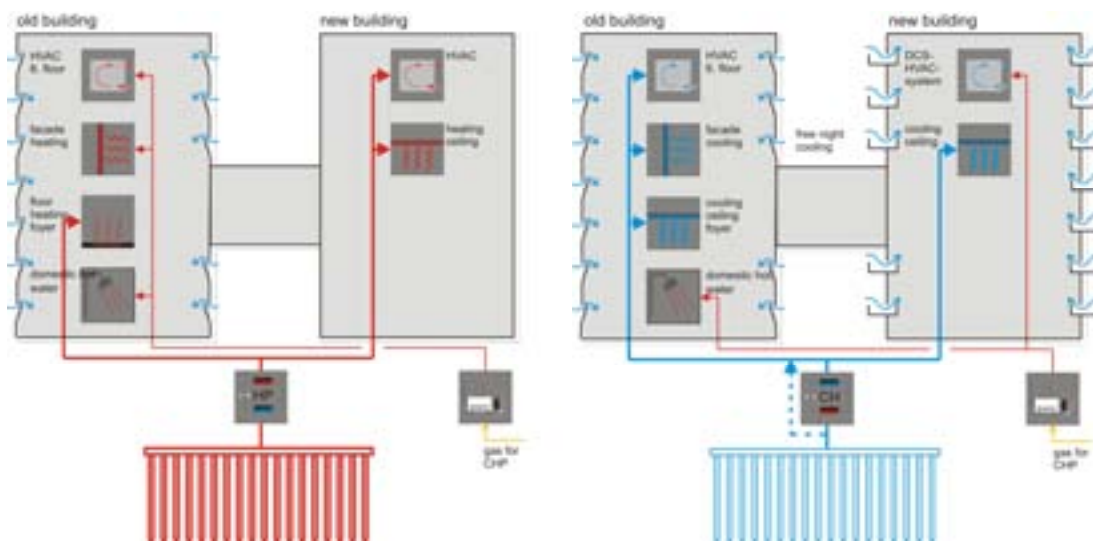 old building
new building
HVAC
6. floor
HVAC
facade
heating
heating
ceiling
floor
heating
foyer
domestic hot
water
HP
gas for
CHP
old building
new building
HVAC
6. floor
DCS-
HVAC-
system
facade
cooling
free night
cooling
cooling
ceiling
cooling
ceiling
foyer
domestic hot
water
CH
gas for
CHP